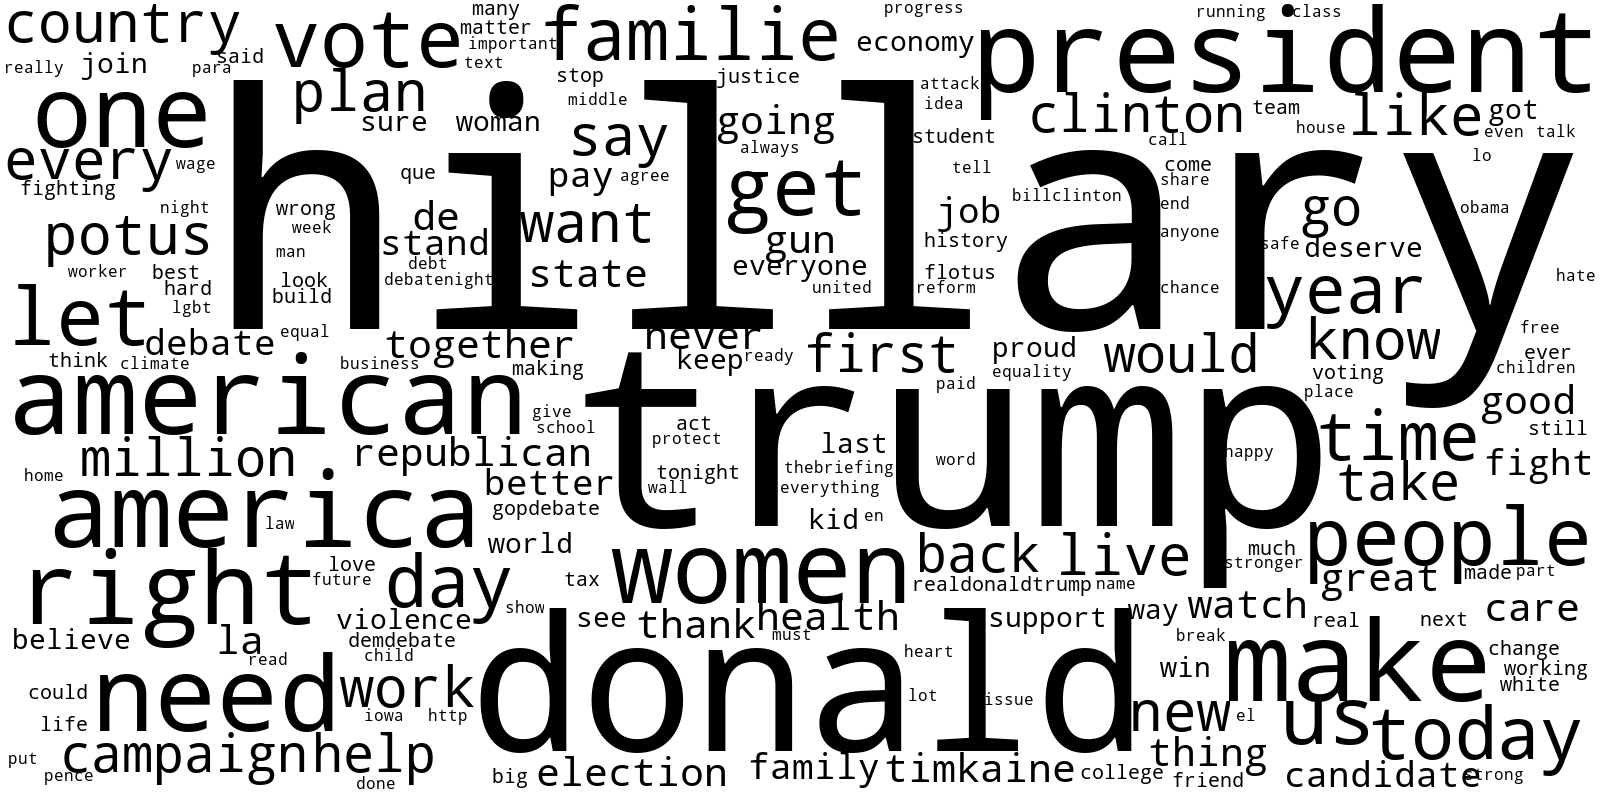 country
vote
many
matter
important
text
familie
progress
economy
president
running
class
really
join
para
said
plan
stop
middle
justice
attack
idea
clinton
team
like
got
house
even
talk
call
one
hillary
sure
woman
say
going
always
student
every
wage
fighting
que
pay
agree
get
tell
come
share
lo
billclinton
end
night
potus
wrong
week
man
de
stand
want
gun
job
history
anyone
go
obama
safe
deserve
worker
best
hard
lgbt
look
build
debt
debatenight
state
everyone
united
flotus
reform
chance
year
hate
let
debate
equal
together
never
keep
ready
first
proud
equality
would
know
free
ever
children
think
climate
business
making
voting
place
paid
american
trump
give
school
act
protect
last
good
time
still
million
republican
better
tonight
wall
thebriefing
everything
word
happy
fight
home
america
law
gopdebate
kid
en
take
people
world
right
love
future
day
tax
women
back
live
much
stronger
great
made
part
realdonaldtrump
name
show
violence
see
thank
health
support
way
watch
real
next
care
believe
la
demdebate
child
read
must
donald
heart
break
win
make
change
working
white
could
need
work
iowa
http
lot
issue
new
el
us
today
life
put
pence
campaign
help
done
big
election
family
timkaine
college
thing
friend
candidate
strong